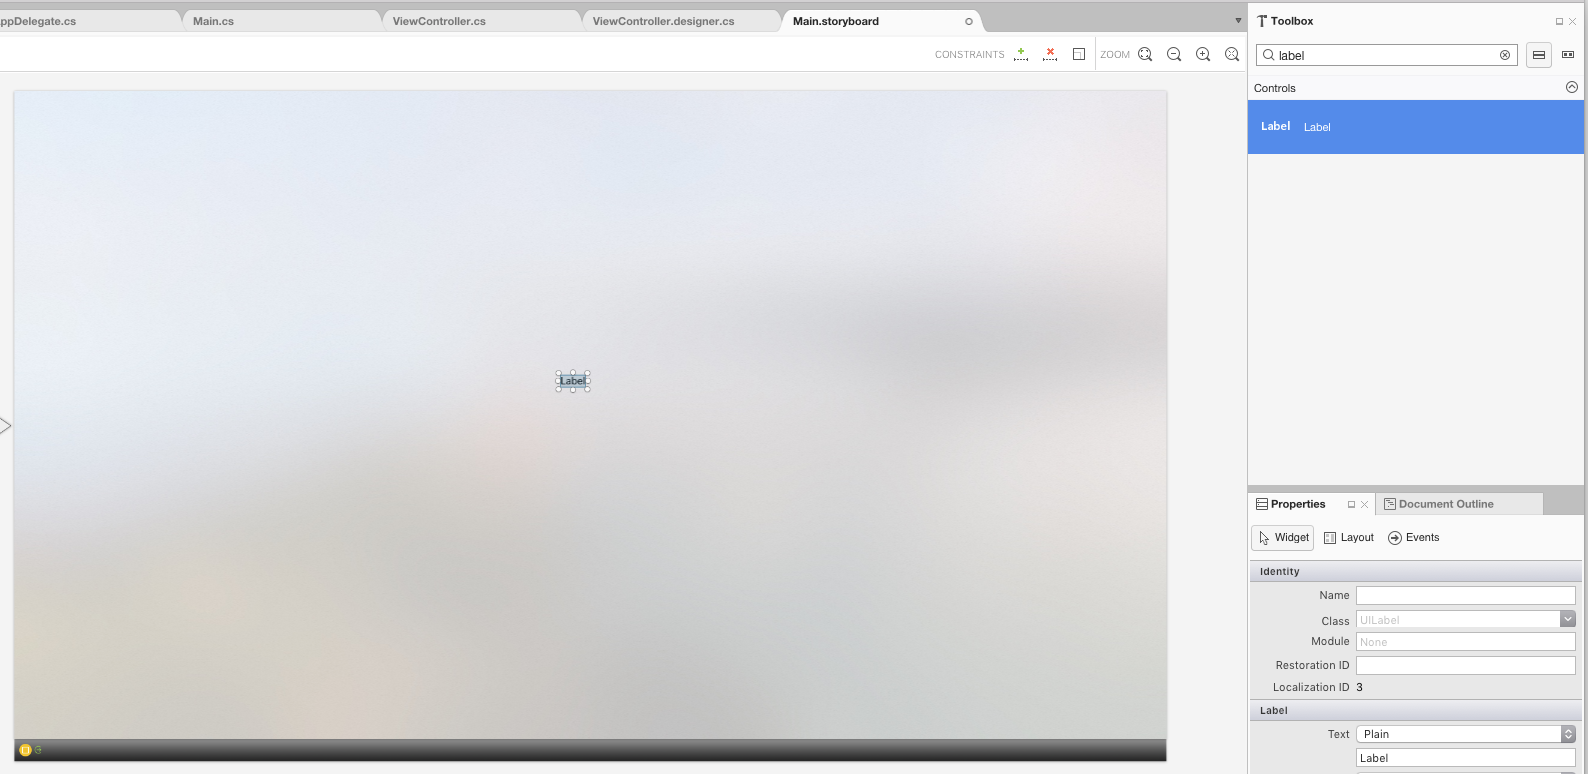 ppDelegate.cs
Main.cs
ViewController.cs
ViewController.designer.cs
Main.storyboard
CONSTRAINTS
ZOOM
Toolbox
label
Controls
Label Label
Label
Properties
Document Outline
Widget
Layout
Events
Identity
Name
Class UILabel
Module None
Restoration ID
Localization ID 3
Label
Text Plain
Label